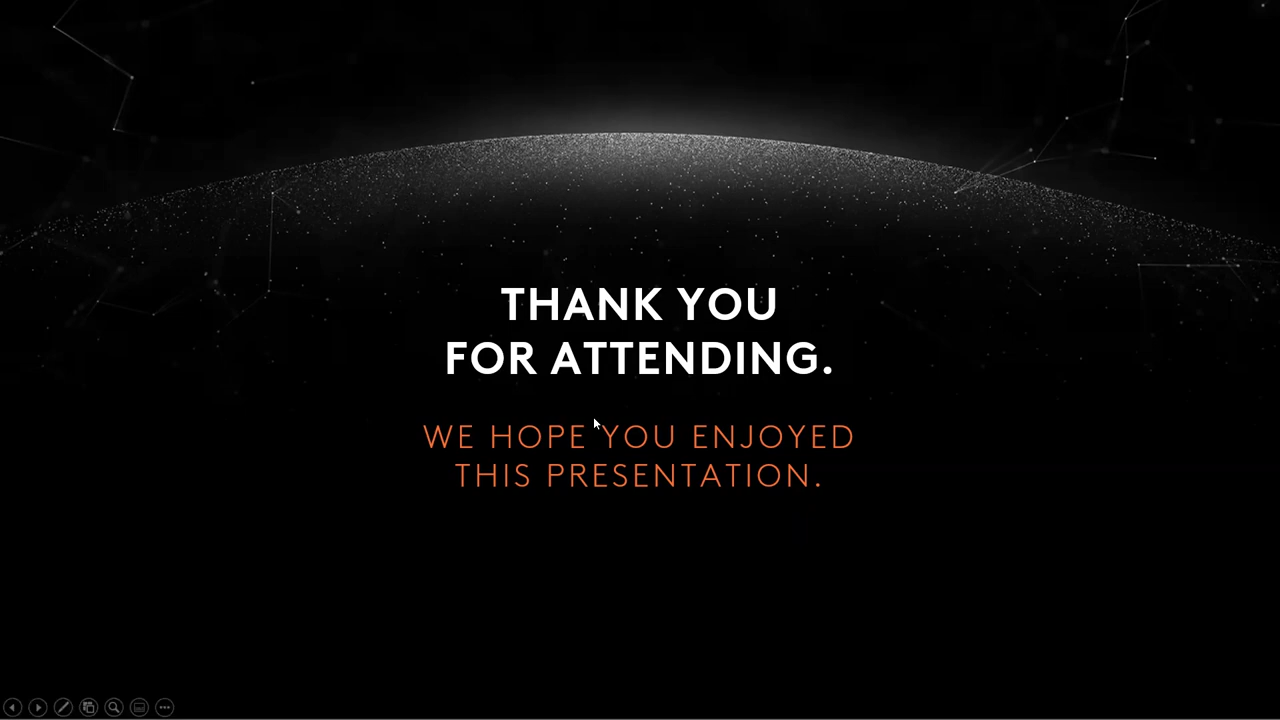 THANK YOU
FOR ATTENDING.
WE HOPE YOU ENJOYED
THIS PRESENTATION.